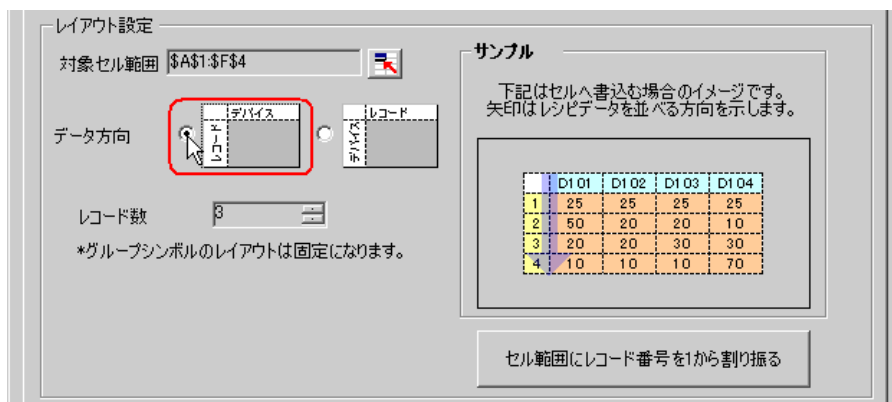 レイアウト設定
対象セル範囲 $A$1:$F$4
データ方向
デバイス
レコード
レコード
デバイス
レコード数 3
*グループシンボルのレイアウトは固定になります。
サンプル
下記はセルへ書込む場合のイメージです。
矢印はレシピデータを並べる方向を示します。
D101 D102 D103 D104
1 25 25 25 25
2 50 20 20 10
3 20 20 30 30
4 10 10 10 70
セル範囲にレコード番号を1から割り振る